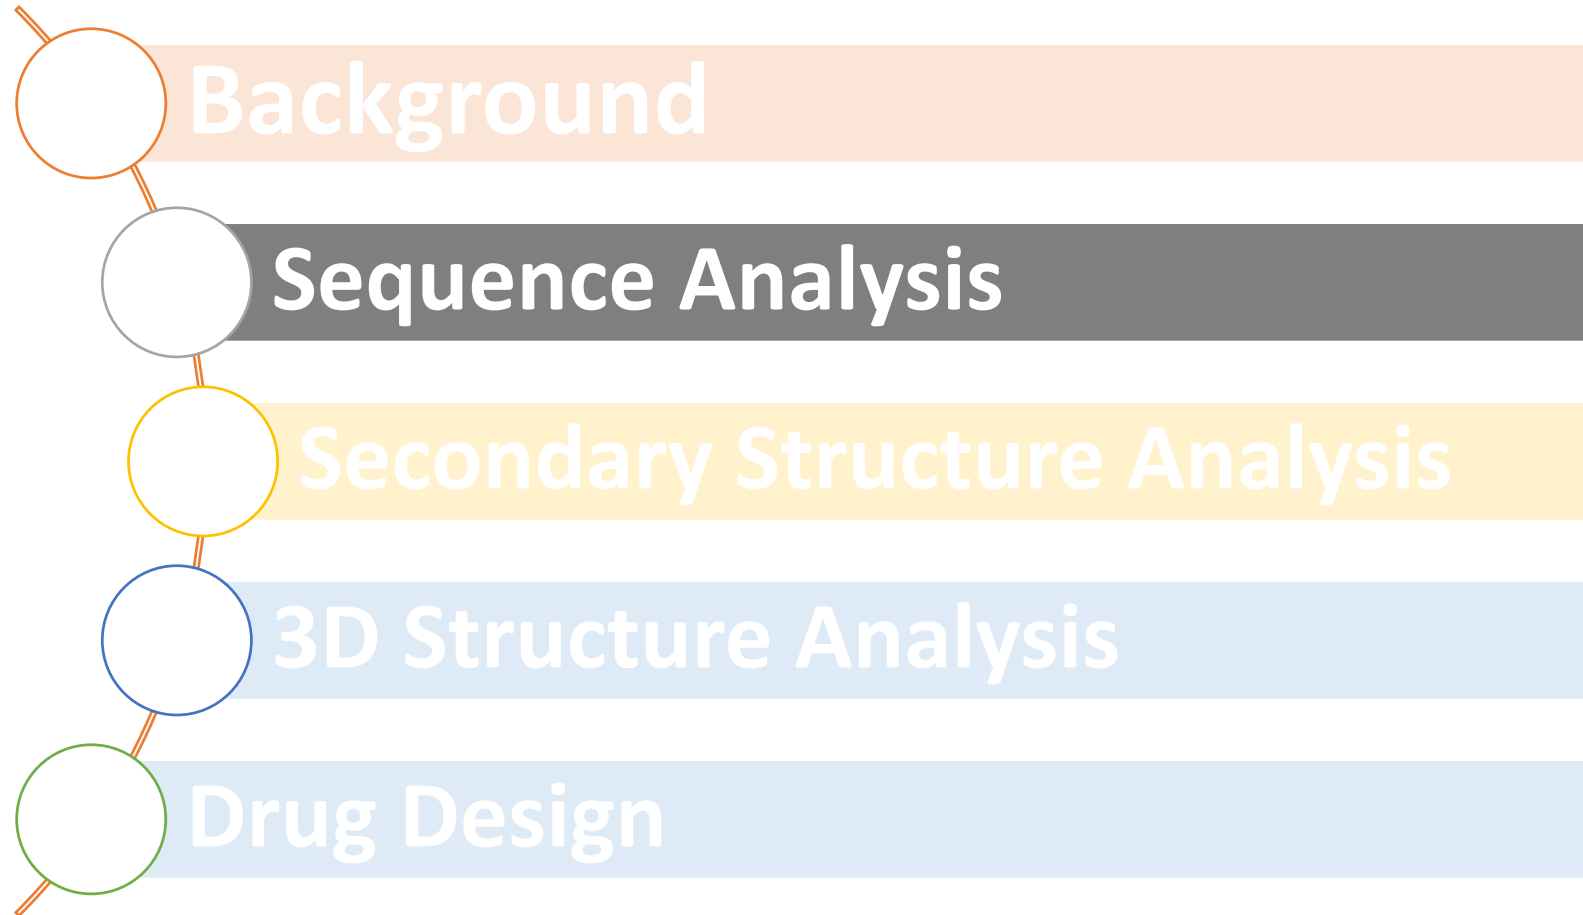 Background
Sequence Analysis
Secondary Structure Analysis
3D Structure Analysis
Drug Design